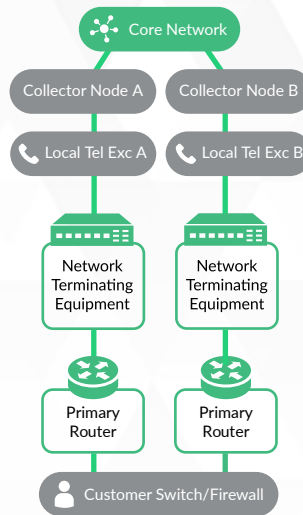 Core Network
Collector Node A
Collector Node B
Local Tel Exc A
Local Tel Exc B
Network
Terminating
Equipment
Network
Terminating
Equipment
Primary
Router
Primary
Router
Customer Switch/Firewall